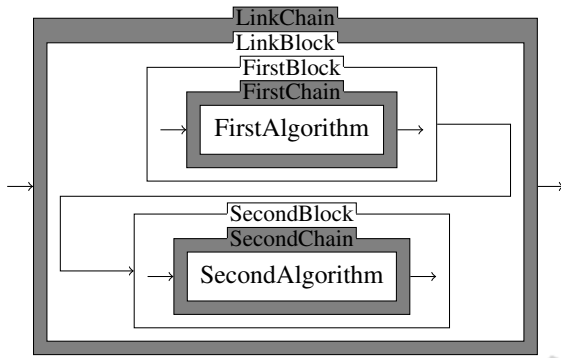 LinkChain
LinkBlock
FirstBlock
FirstChain
FirstAlgorithm
SecondBlock
SecondChain
SecondAlgorithm